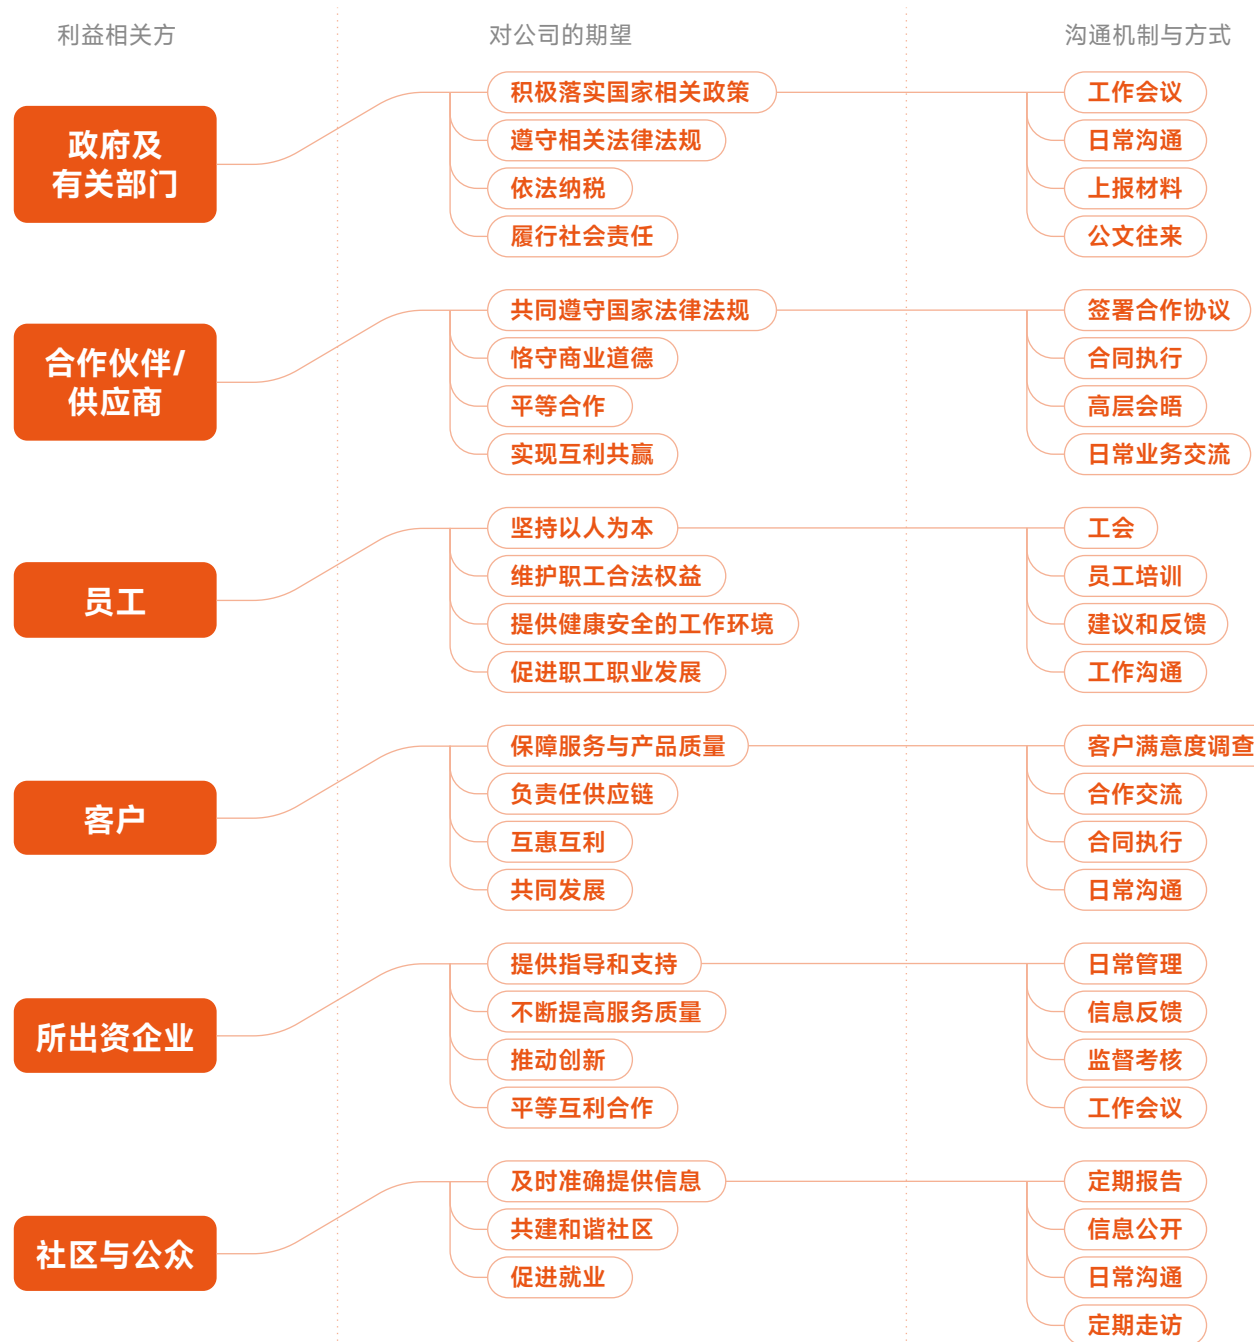 利益相关方
对公司的期望
沟通机制与方式
政府及
有关部门
积极落实国家相关政策
遵守相关法律法规
依法纳税
履行社会责任
工作会议
日常沟通
上报材料
公文往来
合作伙伴/
供应商
共同遵守国家法律法规
恪守商业道德
平等合作
实现互利共赢
签署合作协议
合同执行
高层会晤
日常业务交流
员工
坚持以人为本
维护职工合法权益
提供健康安全的工作环境
促进职工职业发展
工会
员工培训
建议和反馈
工作沟通
客户
保障服务与产品质量
负责任供应链
互惠互利
共同发展
客户满意度调查
合作交流
合同执行
日常沟通
所出资企业
提供指导和支持
不断提高服务质量
推动创新
平等互利合作
日常管理
信息反馈
监督考核
工作会议
社区与公众
及时准确提供信息
共建和谐社区
促进就业
定期报告
信息公开
日常沟通
定期走访